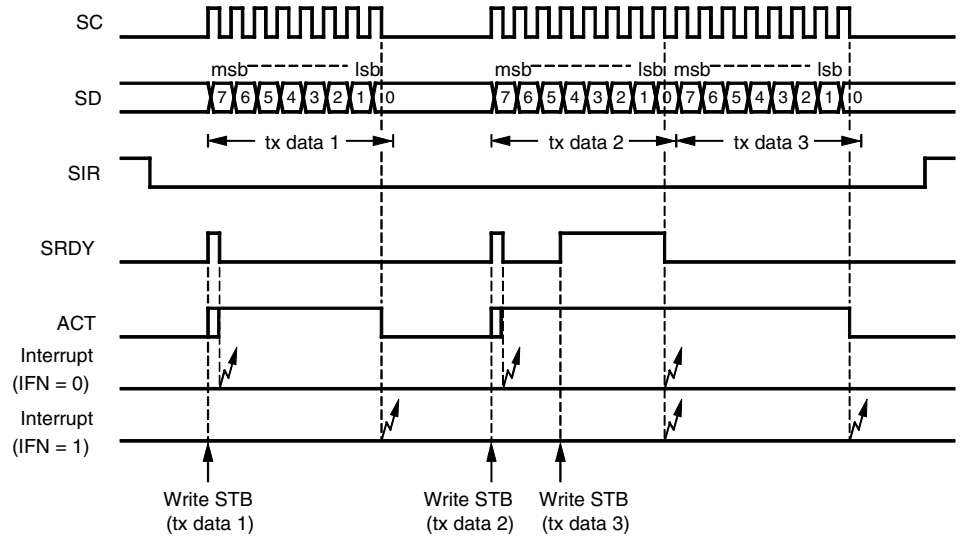 SC
msb lsb msb lsb msb lsb
SD 7 6 5 4 3 2 1 0 7 6 5 4 3 2 1 0 7 6 5 4 3 2 1 0
tx data 1 tx data 2 tx data 3
SIR
SRDY
ACT
Interrupt
(IFN = 0)
Interrupt
(IFN = 1)
Write STB Write STB Write STB
(tx data 1) (tx data 2) (tx data 3)